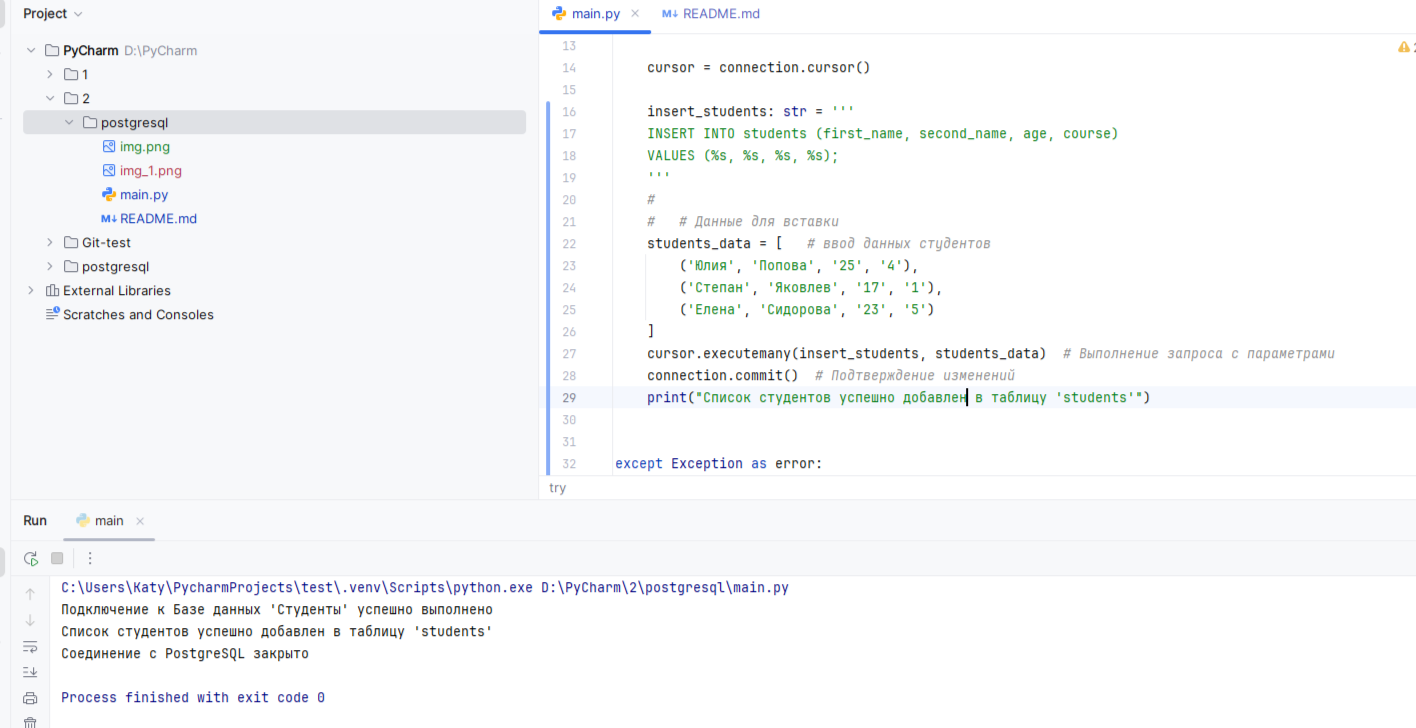 Project
PyCharm D:\PyCharm
1
2
postgresql
img.png
img_1.png
main.py
README.md
Git-test
postgresql
External Libraries
Scratches and Consoles
main.py
README.md
13
14 cursor = connection.cursor()
15
16 insert_students: str = '''
17 INSERT INTO students (first_name, second_name, age, course)
18 VALUES (%s, %s, %s, %s);
19 '''
20 #
21 # # Данные для вставки
22 students_data = [ # ввод данных студентов
23 ('Юлия', 'Попова', '25', '4'),
24 ('Степан', 'Яковлев', '17', '1'),
25 ('Елена', 'Сидорова', '23', '5')
26 ]
27 cursor.executemany(insert_students, students_data) # Выполнение запроса с параметрами
28 connection.commit() # Подтверждение изменений
29 print("Список студентов успешно добавлен в таблицу 'students'")
30
31
32 except Exception as error:
try
Run main
C:\Users\Katy\PycharmProjects\test\.venv\Scripts\python.exe D:\PyCharm\2\postgresql\main.py
Подключение к Базе данных 'Студенты' успешно выполнено
Список студентов успешно добавлен в таблицу 'students'
Соединение с PostgreSQL закрыто
Process finished with exit code 0